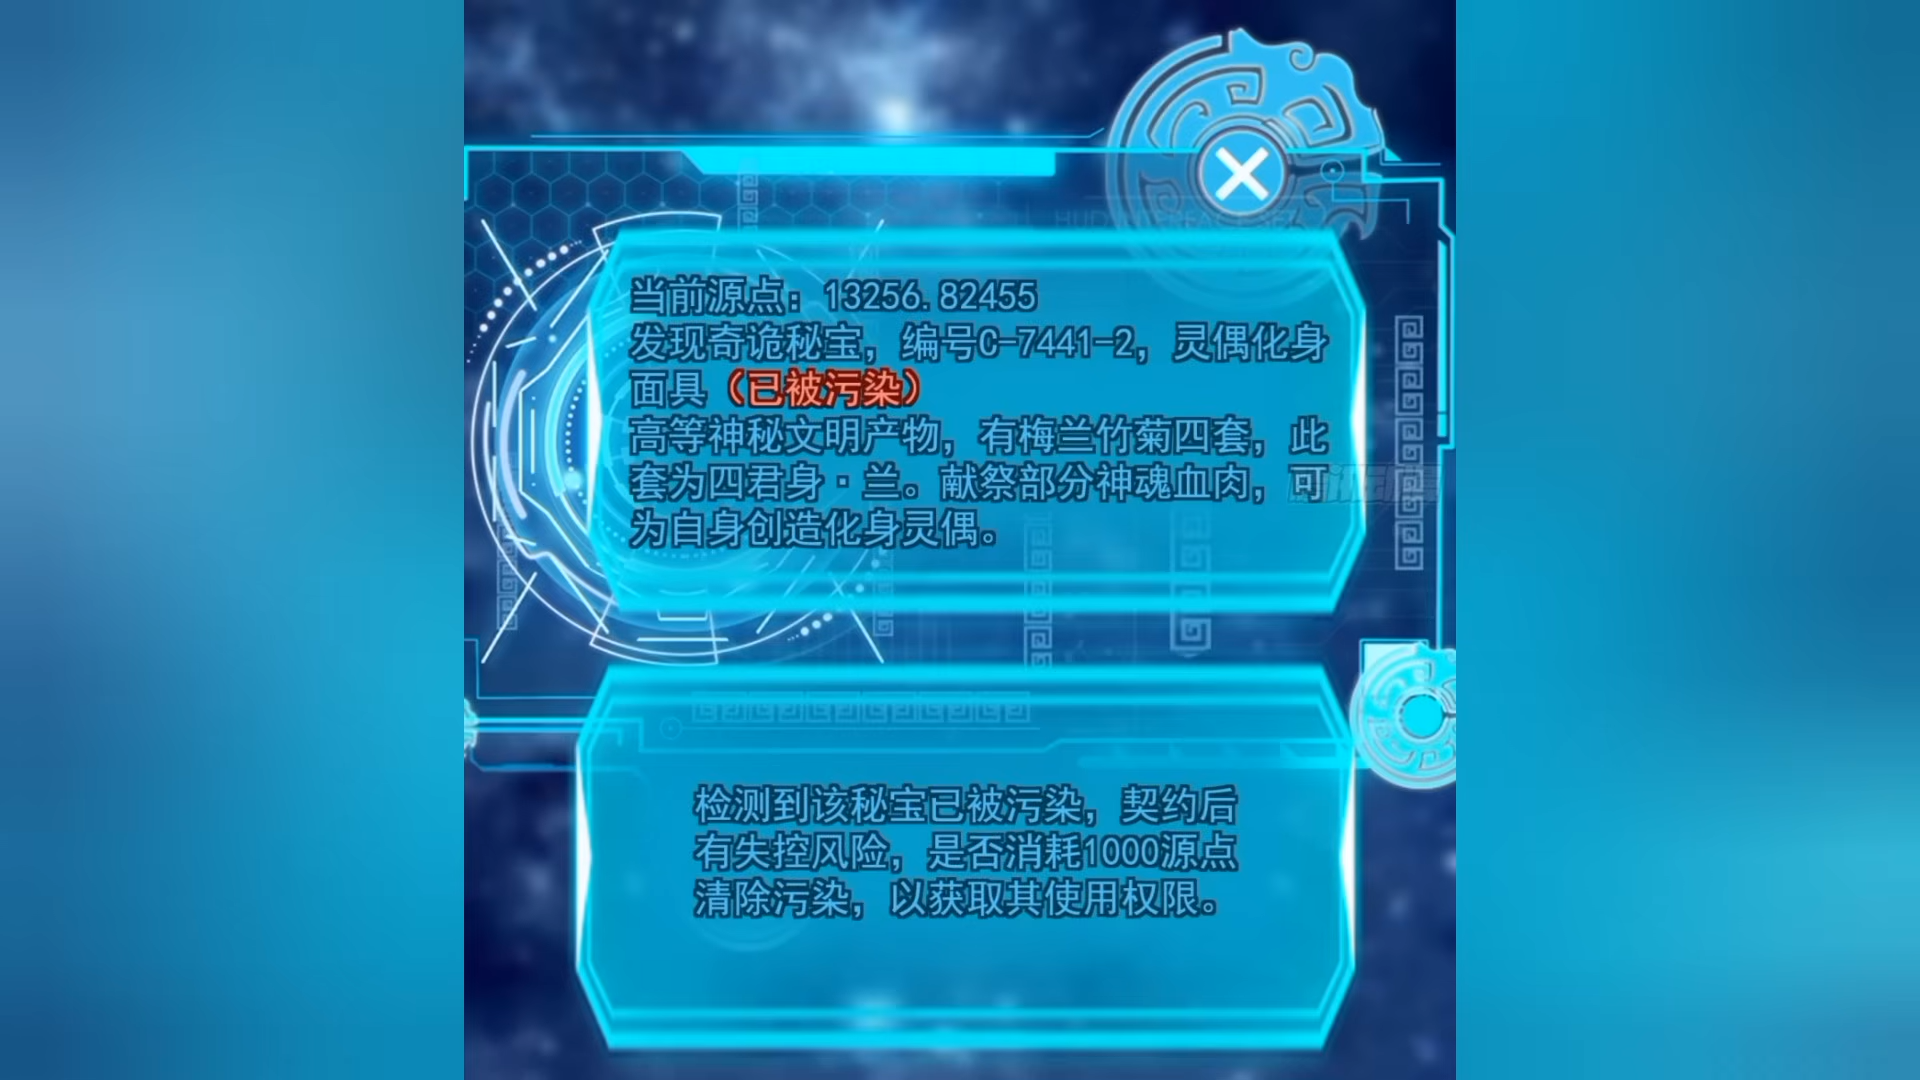 当前源点：13256.82455
发现奇诡秘宝，编号C-7441-2，灵偶化身
面具（已被污染）
高等神秘文明产物，有梅兰竹菊四套，此
套为四君身·兰。献祭部分神魂血肉，可
为自身创造化身灵偶。
检测到该秘宝已被污染，契约后
有失控风险，是否消耗1000源点
清除污染，以获取其使用权限。